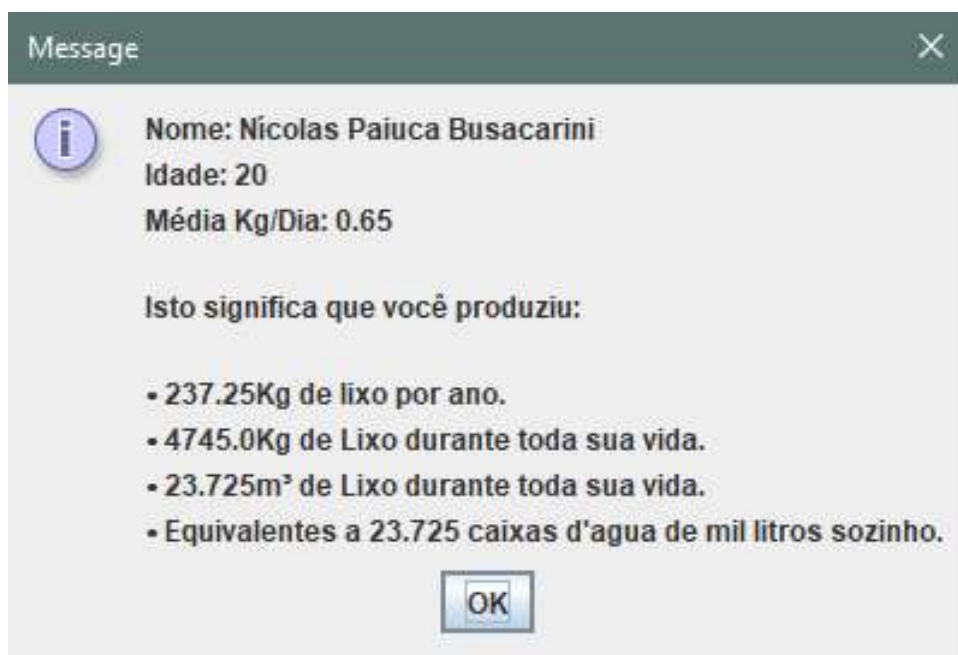 Message
Nome: Nícolas Paiuca Busacarini
Idade: 20
Média Kg/Dia: 0.65
Isto significa que você produziu:
• 237.25Kg de lixo por ano.
• 4745.0Kg de Lixo durante toda sua vida.
• 23.725m³ de Lixo durante toda sua vida.
• Equivalentes a 23.725 caixas d'agua de mil litros sozinho.
OK